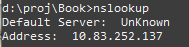 d:\proj\Book>nslookup
Default Server:  UnKnown
Address:  10.83.252.137